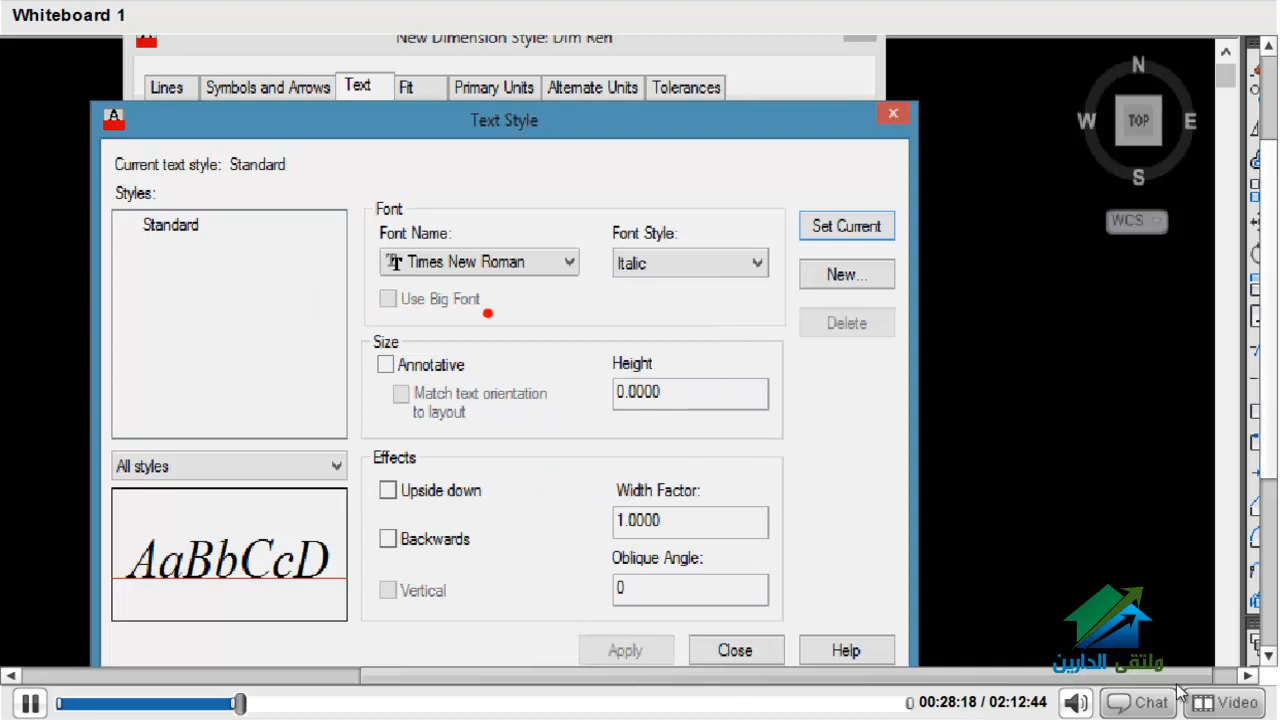 Whiteboard 1
New Dimension Style: Dim Ren
Lines
Symbols and Arrows
Text
Fit
Primary Units
Alternate Units
Tolerances
Text Style
Current text style: Standard
Styles:
Standard
Font
Font Name:
Times New Roman
Font Style:
Italic
Use Big Font
Set Current
New...
Delete
Size
Annotative
Match text orientation
to layout
Height
0.0000
All styles
AaBbCcD
Effects
Upside down
Backwards
Vertical
Width Factor:
1.0000
Oblique Angle:
0
Apply
Close
Help
N
W
TOP
E
S
WCS
ملتقى الدارين
00:28:18 / 02:12:44
Chat
Video